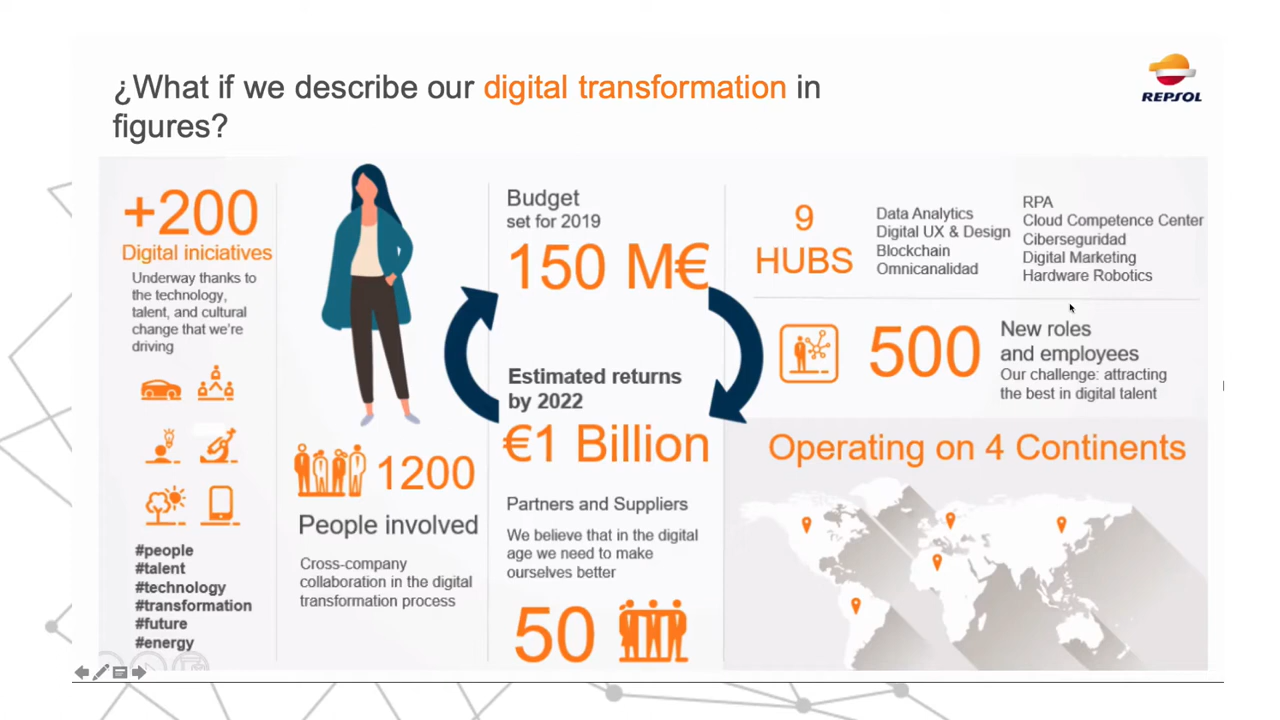 ¿What if we describe our digital transformation in
figures?
REPSOL
+200
Digital iniciatives
Underway thanks to
the technology,
talent, and cultural
change that we're
driving
#people
#talent
#technology
#transformation
#future
#energy
1200
People involved
Cross-company
collaboration in the digital
transformation process
Budget
set for 2019
150 M€
Estimated returns
by 2022
€1 Billion
Partners and Suppliers
We believe that in the digital
age we need to make
ourselves better
50
9
HUBS
Data Analytics
Digital UX & Design
Blockchain
Omnicanalidad
RPA
Cloud Competence Center
Ciberseguridad
Digital Marketing
Hardware Robotics
500
New roles
and employees
Our challenge: attracting
the best in digital talent
Operating on 4 Continents